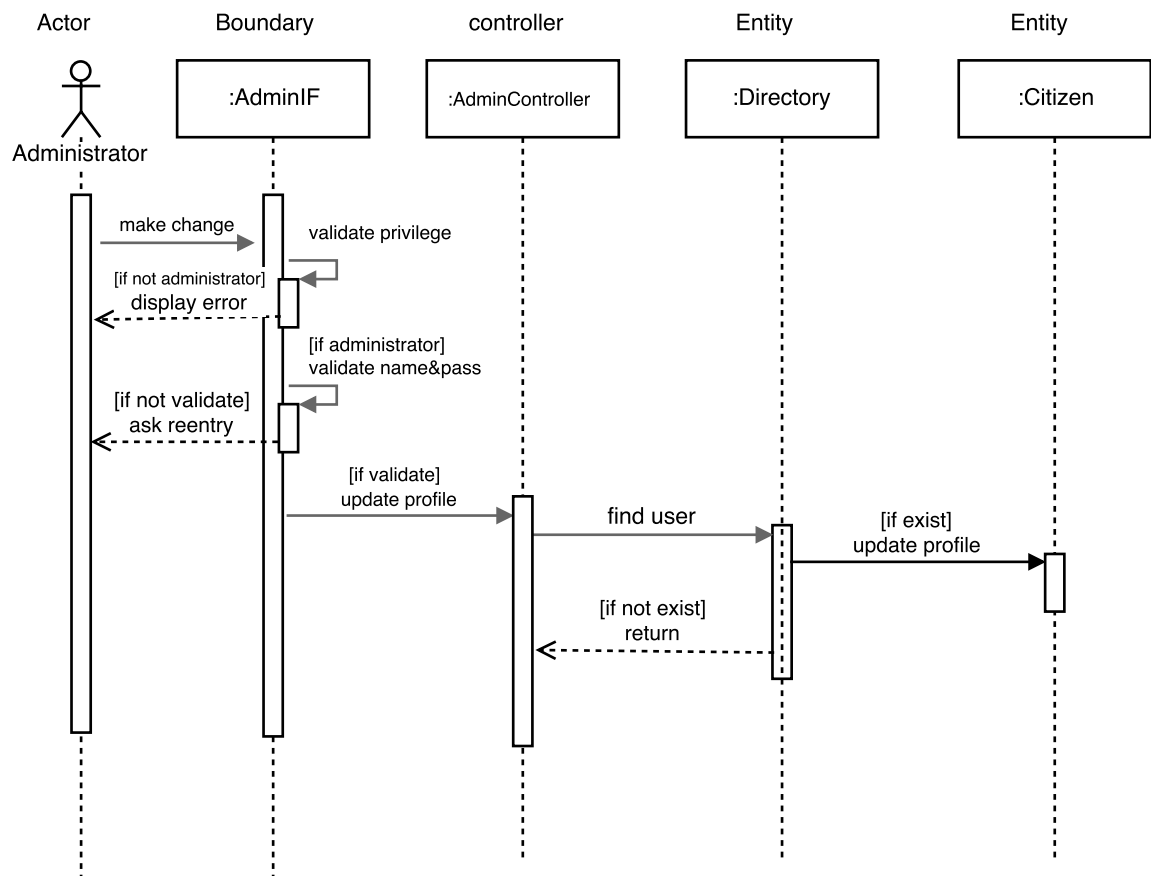 Actor
Boundary
controller
Entity
Entity
:AdminIF
:AdminController
:Directory
:Citizen
Administrator
make change
validate privilege
[if not administrator]
display error
[if administrator]
validate name&pass
[if not validate]
ask reentry
[if validate]
update profile
find user
[if exist]
update profile
[if not exist]
return